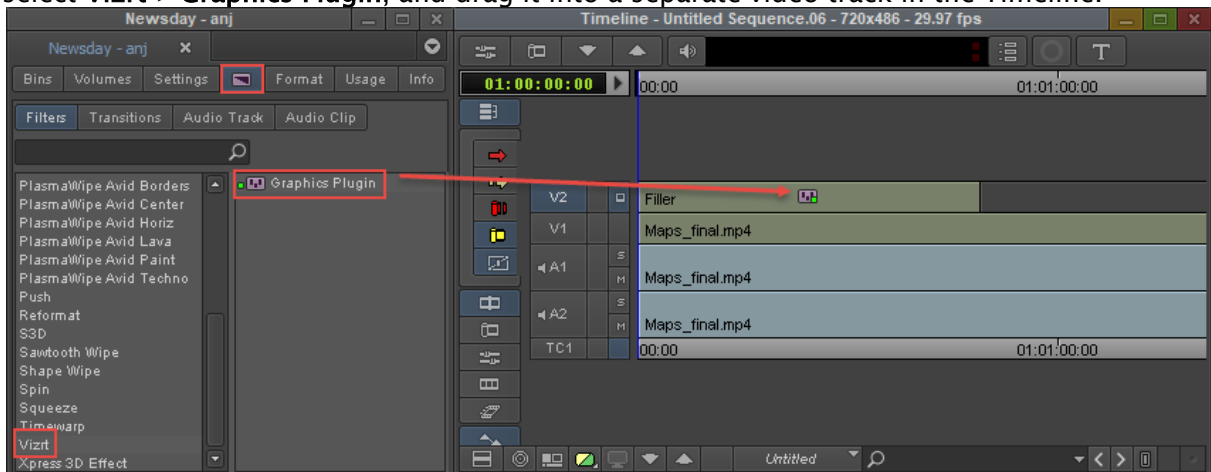 select Vizrt > Graphics Plugin, and drag it into a separate video track in the Timeline.
Newsday - anj
Newsday - anj
Bins Volumes Settings Format Usage Info
Filters Transitions Audio Track Audio Clip
PlasmaWipe Avid Borders
PlasmaWipe Avid Center
PlasmaWipe Avid Horiz
PlasmaWipe Avid Lava
PlasmaWipe Avid Paint
PlasmaWipe Avid Techno
Push
Reformat
S3D
Sawtooth Wipe
Shape Wipe
Spin
Squeeze
Timewarp
Vizrt
Xpress 3D Effect
Graphics Plugin
Timeline - Untitled Sequence.06 - 720x486 - 29.97 fps
T
01:00:00:00 00:00 01:01:00:00
V2 Filler
V1 Maps_final.mp4
A1 S M Maps_final.mp4
A2 S M Maps_final.mp4
TC1 00:00 01:01:00:00
Untitled